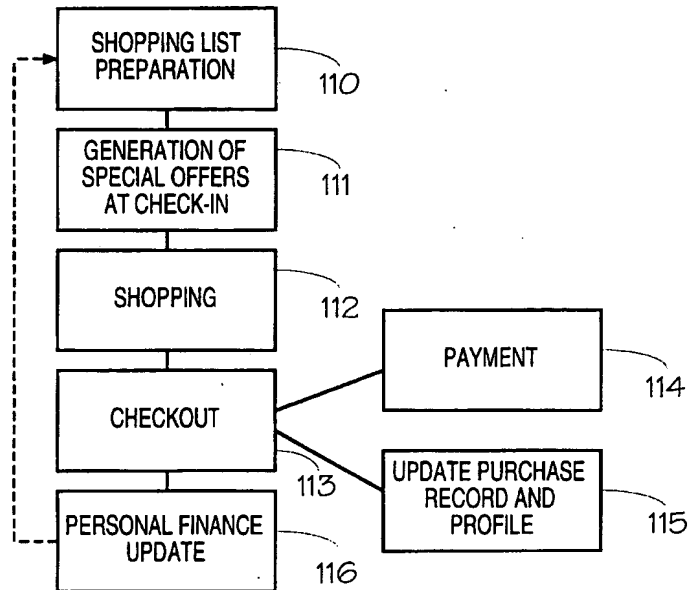 SHOPPING LIST
PREPARATION
110
GENERATION OF
SPECIAL OFFERS
AT CHECK-IN
111
SHOPPING
112
PAYMENT
114
CHECKOUT
113
UPDATE PURCHASE
RECORD AND
PROFILE
115
PERSONAL FINANCE
UPDATE
116